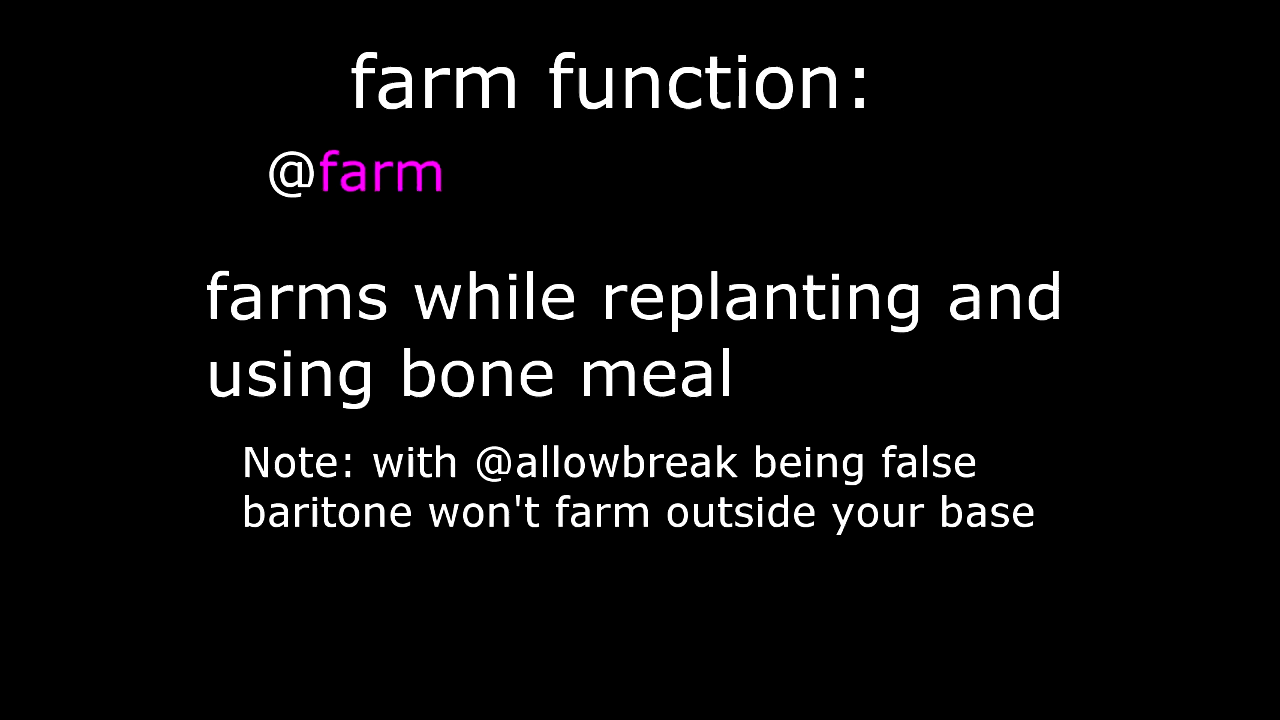 farm function:
@farm
farms while replanting and
using bone meal
Note: with @allowbreak being false
baritone won't farm outside your base